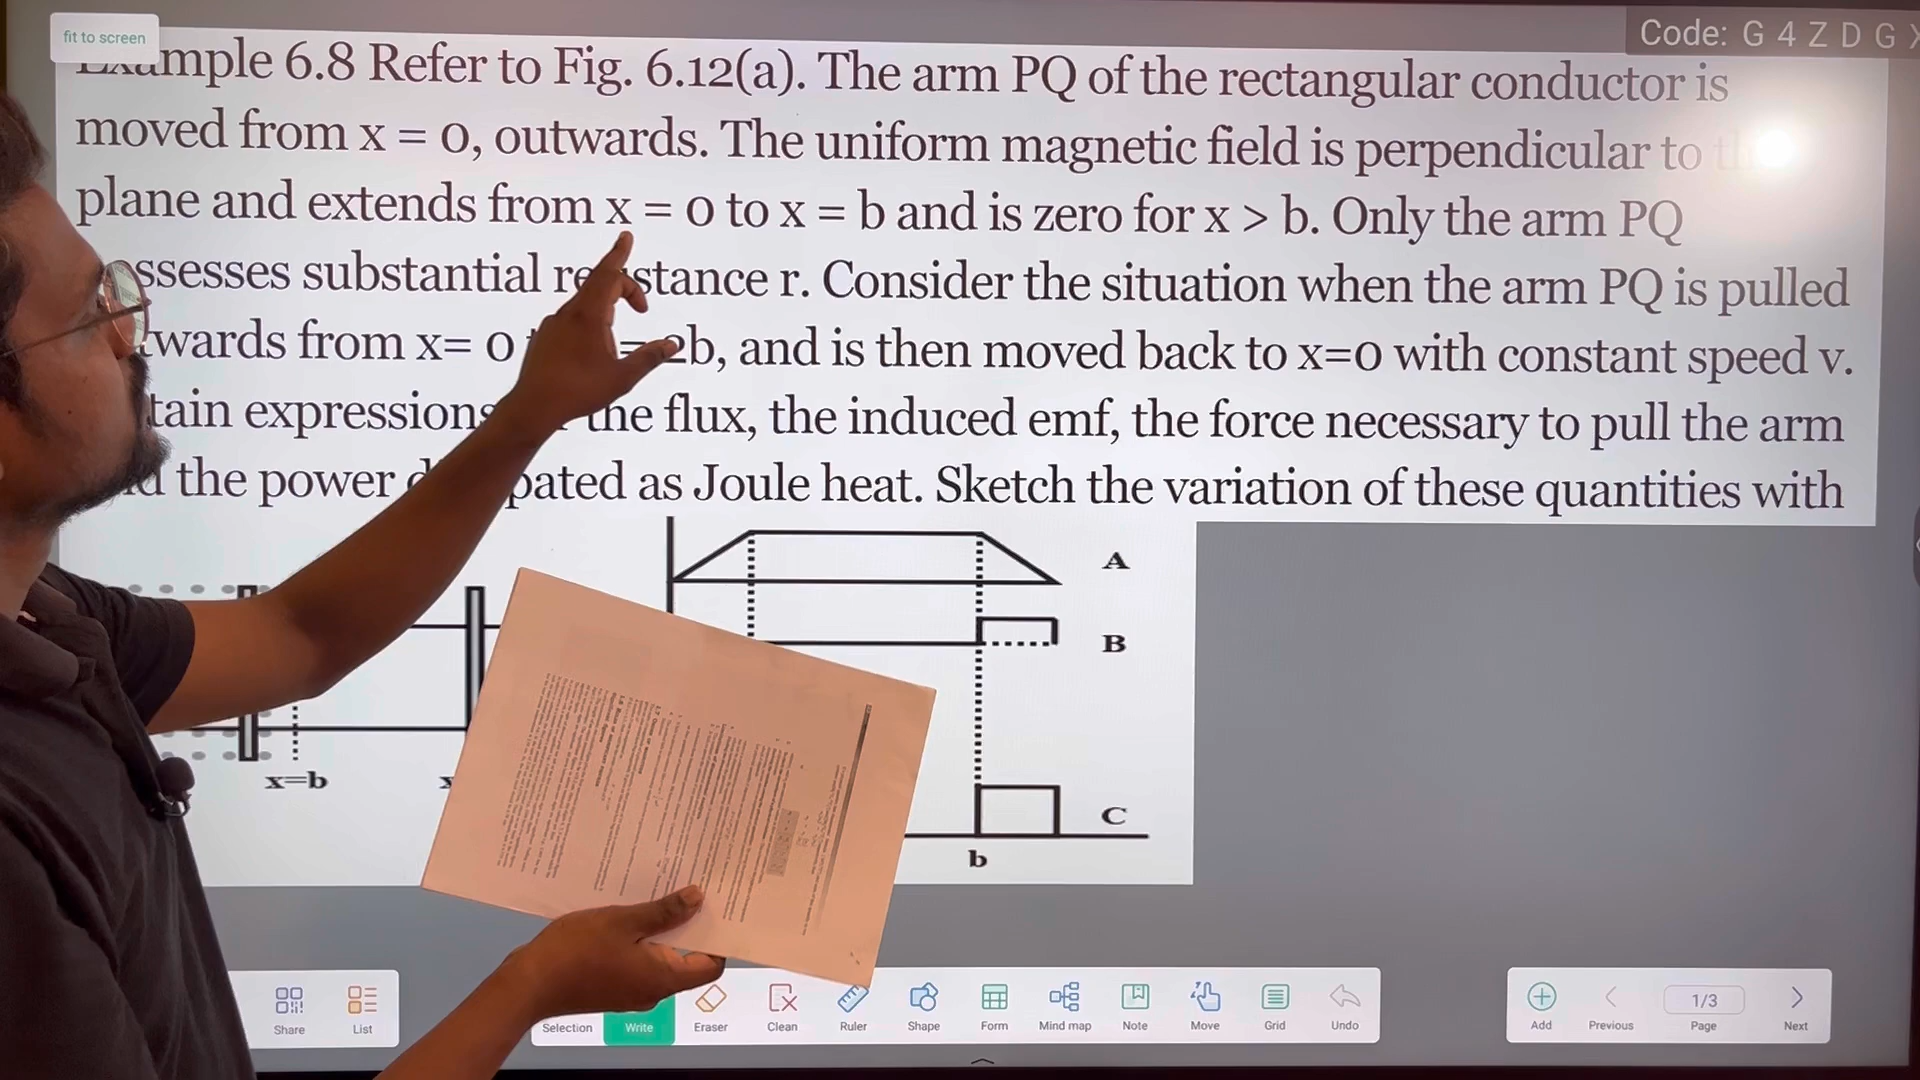 fit to screen
Code: G 4 Z D G
Example 6.8 Refer to Fig. 6.12(a). The arm PQ of the rectangular conductor is
moved from x = 0, outwards. The uniform magnetic field is perpendicular to
plane and extends from x = 0 to x = b and is zero for x > b. Only the arm PQ
ssesses substantial re stance r. Consider the situation when the arm PQ is pulled
wards from x= 0 = 2b, and is then moved back to x=0 with constant speed v.
tain expressions the flux, the induced emf, the force necessary to pull the arm
the power pated as Joule heat. Sketch the variation of these quantities with
A
B
x=b
C
b
Share
List
Selection
Write
Eraser
Clean
Ruler
Shape
Form
Mind map
Note
Move
Grid
Undo
Add
Previous
1/3
Page
Next